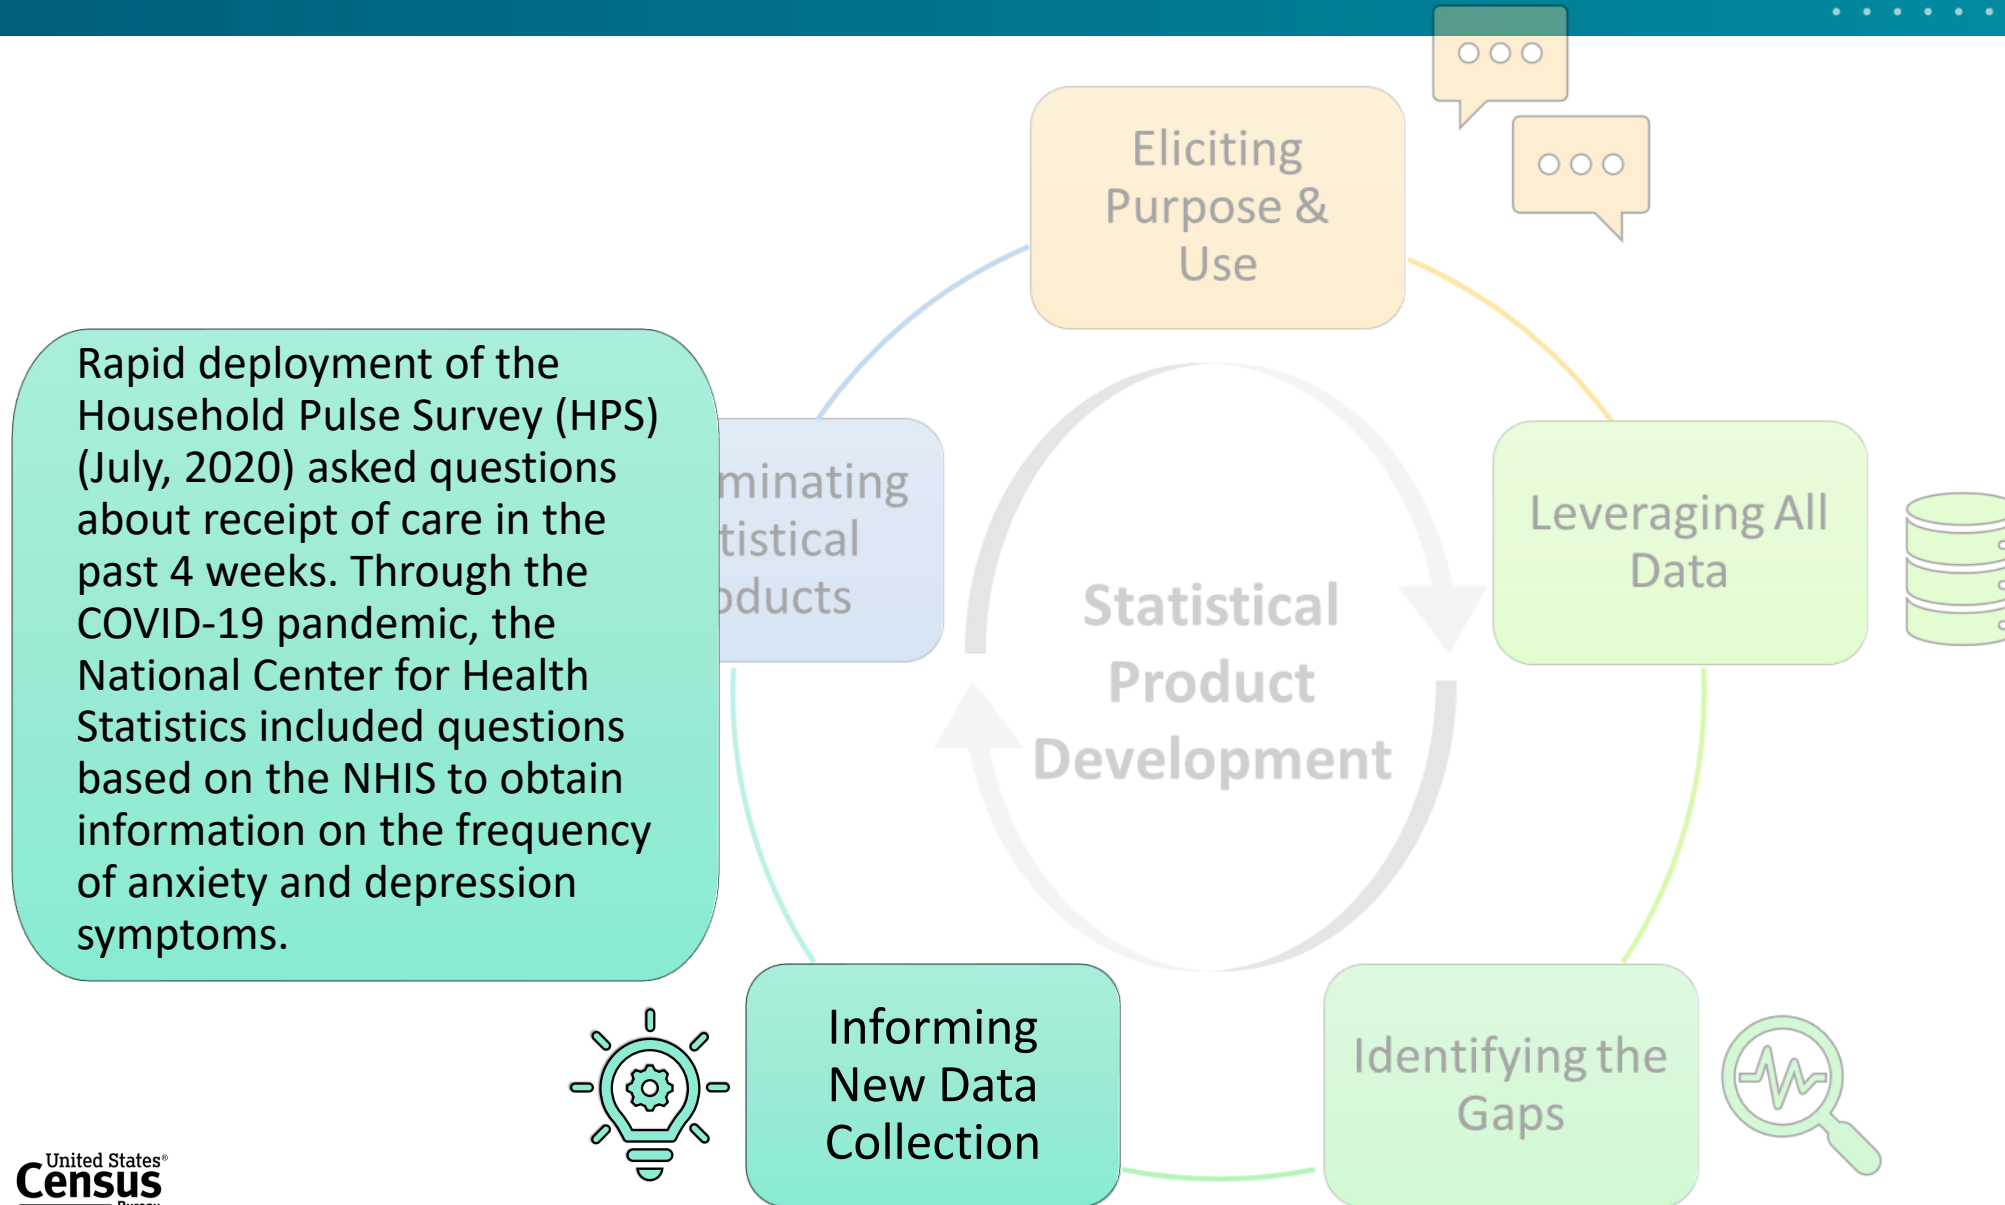 Eliciting
Purpose &
Use
Rapid deployment of the
Household Pulse Survey (HPS)
(July, 2020) asked questions
about receipt of care in the
past 4 weeks. Through the
COVID-19 pandemic, the
National Center for Health
Statistics included questions
based on the NHIS to obtain
information on the frequency
of anxiety and depression
symptoms.
minating
tistical
oducts
Statistical
Product
Development
Leveraging All
Data
Informing
New Data
Collection
Identifying the
Gaps
United States®
Census
Bureau